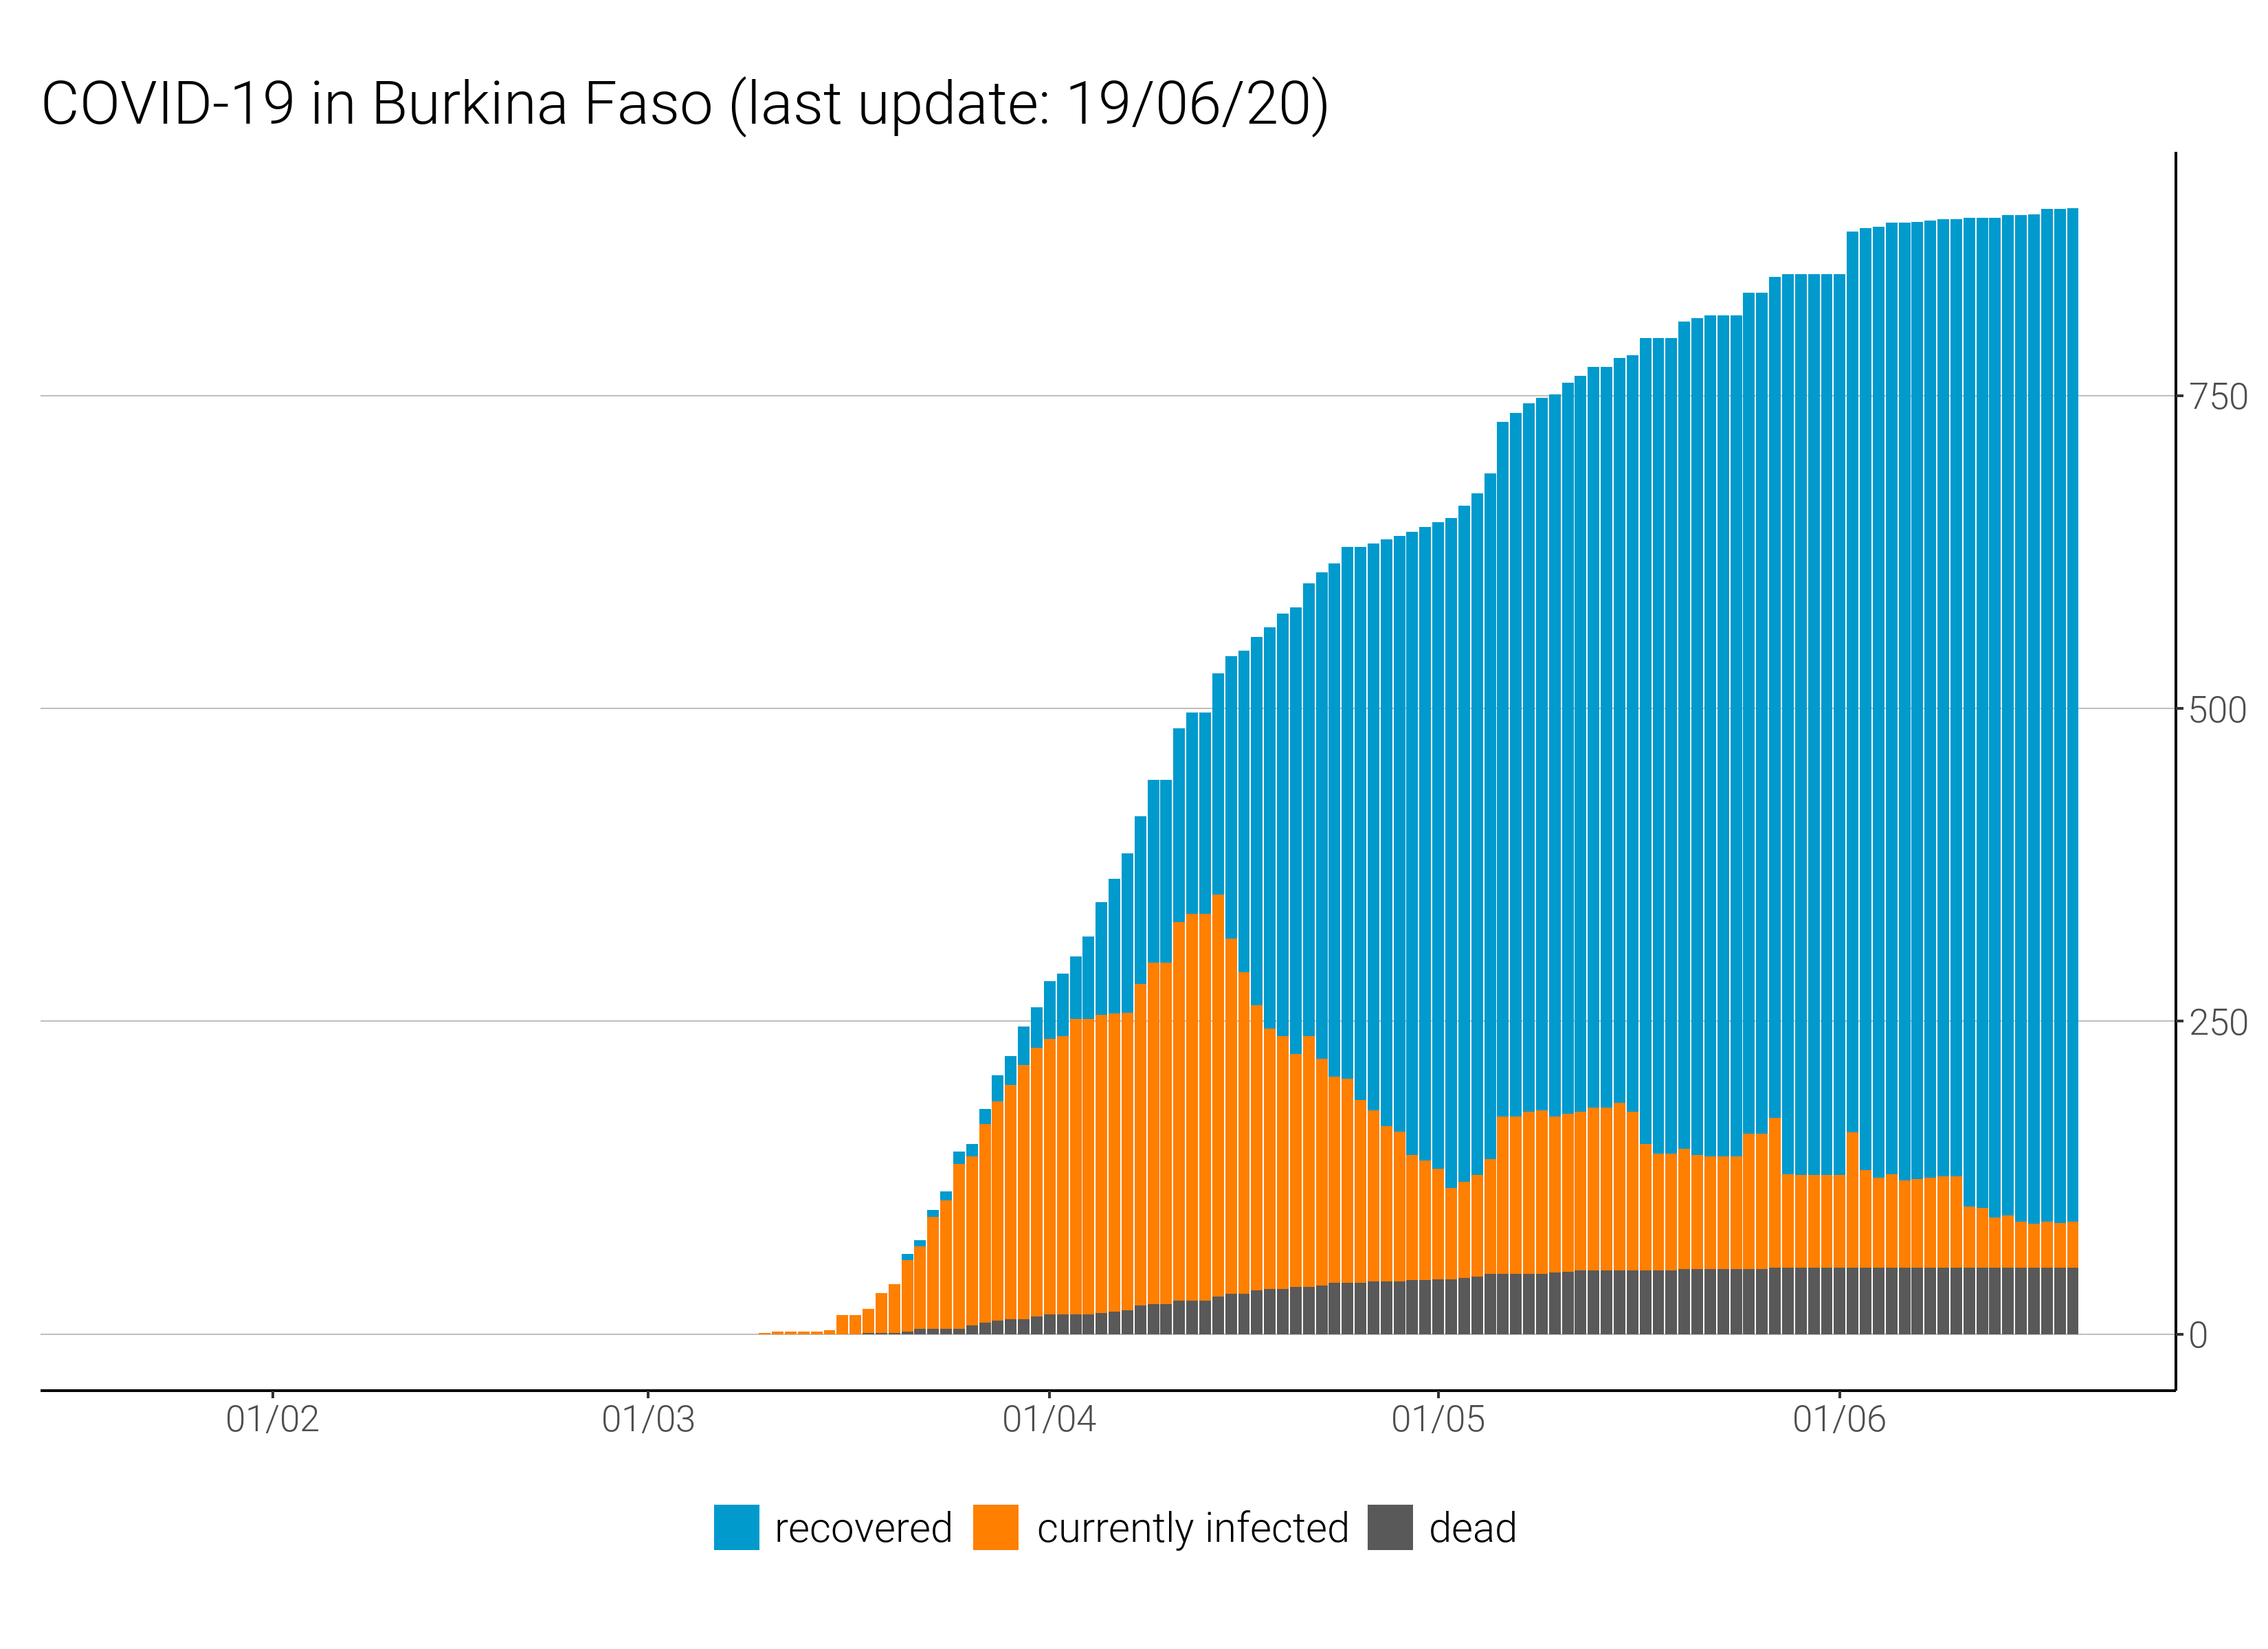 COVID-19 in Burkina Faso (last update: 19/06/20)
750
500
250
0
01/02 01/03 01/04 01/05 01/06
recovered currently infected dead